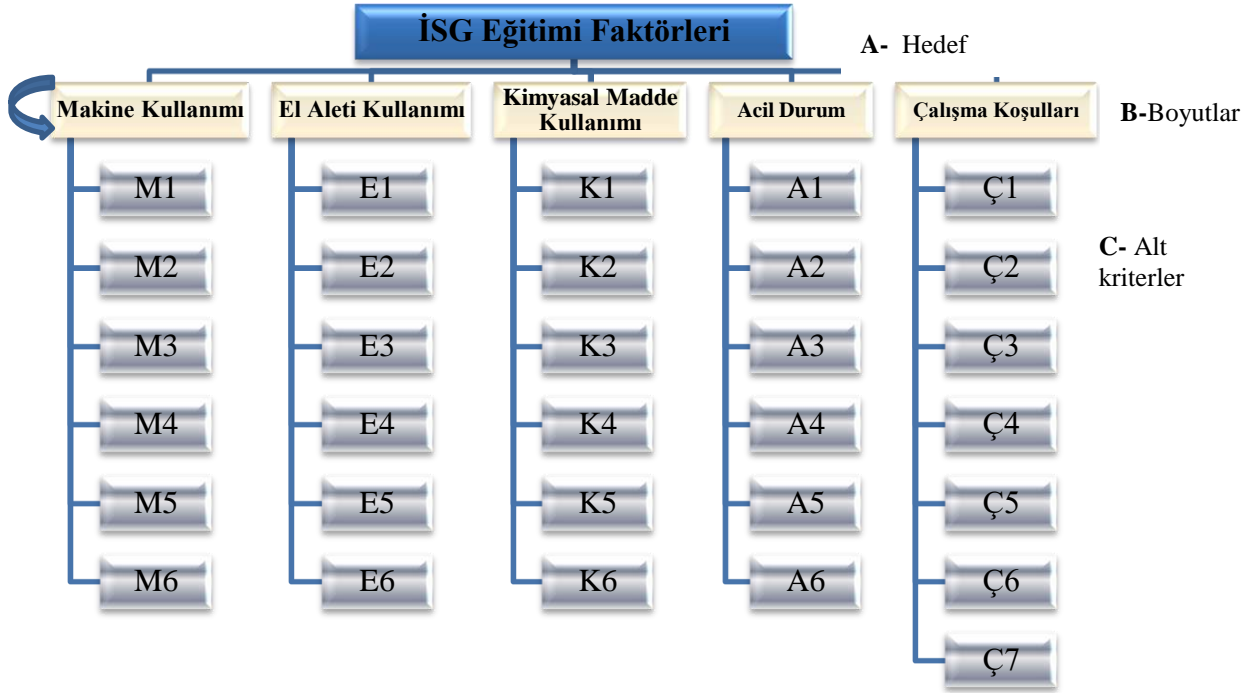 İSG Eğitimi Faktörleri
A- Hedef
Makine Kullanımı
El Aleti Kullanımı
Kimyasal Madde
Kullanımı
Acil Durum
Çalışma Koşulları
B-Boyutlar
M1
E1
K1
A1
Ç1
M2
E2
K2
A2
Ç2
C- Alt
kriterler
M3
E3
K3
A3
Ç3
M4
E4
K4
A4
Ç4
M5
E5
K5
A5
Ç5
M6
E6
K6
A6
Ç6
Ç7